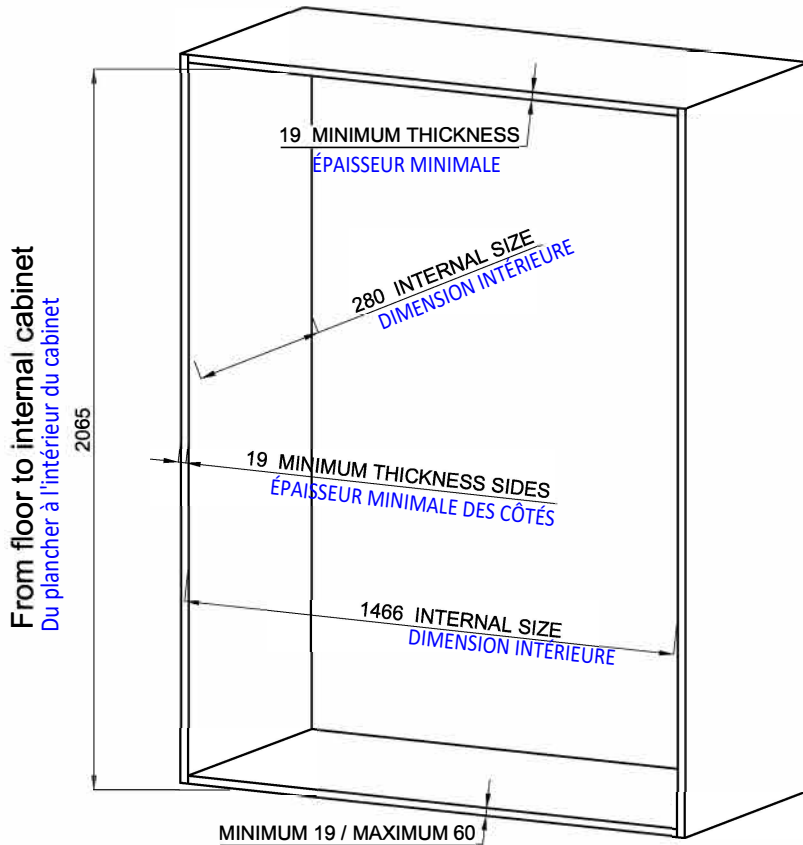 19 MINIMUM THICKNESS
ÉPAISSEUR MINIMALE
280 INTERNAL SIZE
DIMENSION INTÉRIEURE
From floor to internal cabinet
Du plancher à l'intérieur du cabinet
2065
19 MINIMUM THICKNESS SIDES
ÉPAISSEUR MINIMALE DES CÔTÉS
1466 INTERNAL SIZE
DIMENSION INTÉRIEURE
MINIMUM 19 / MAXIMUM 60